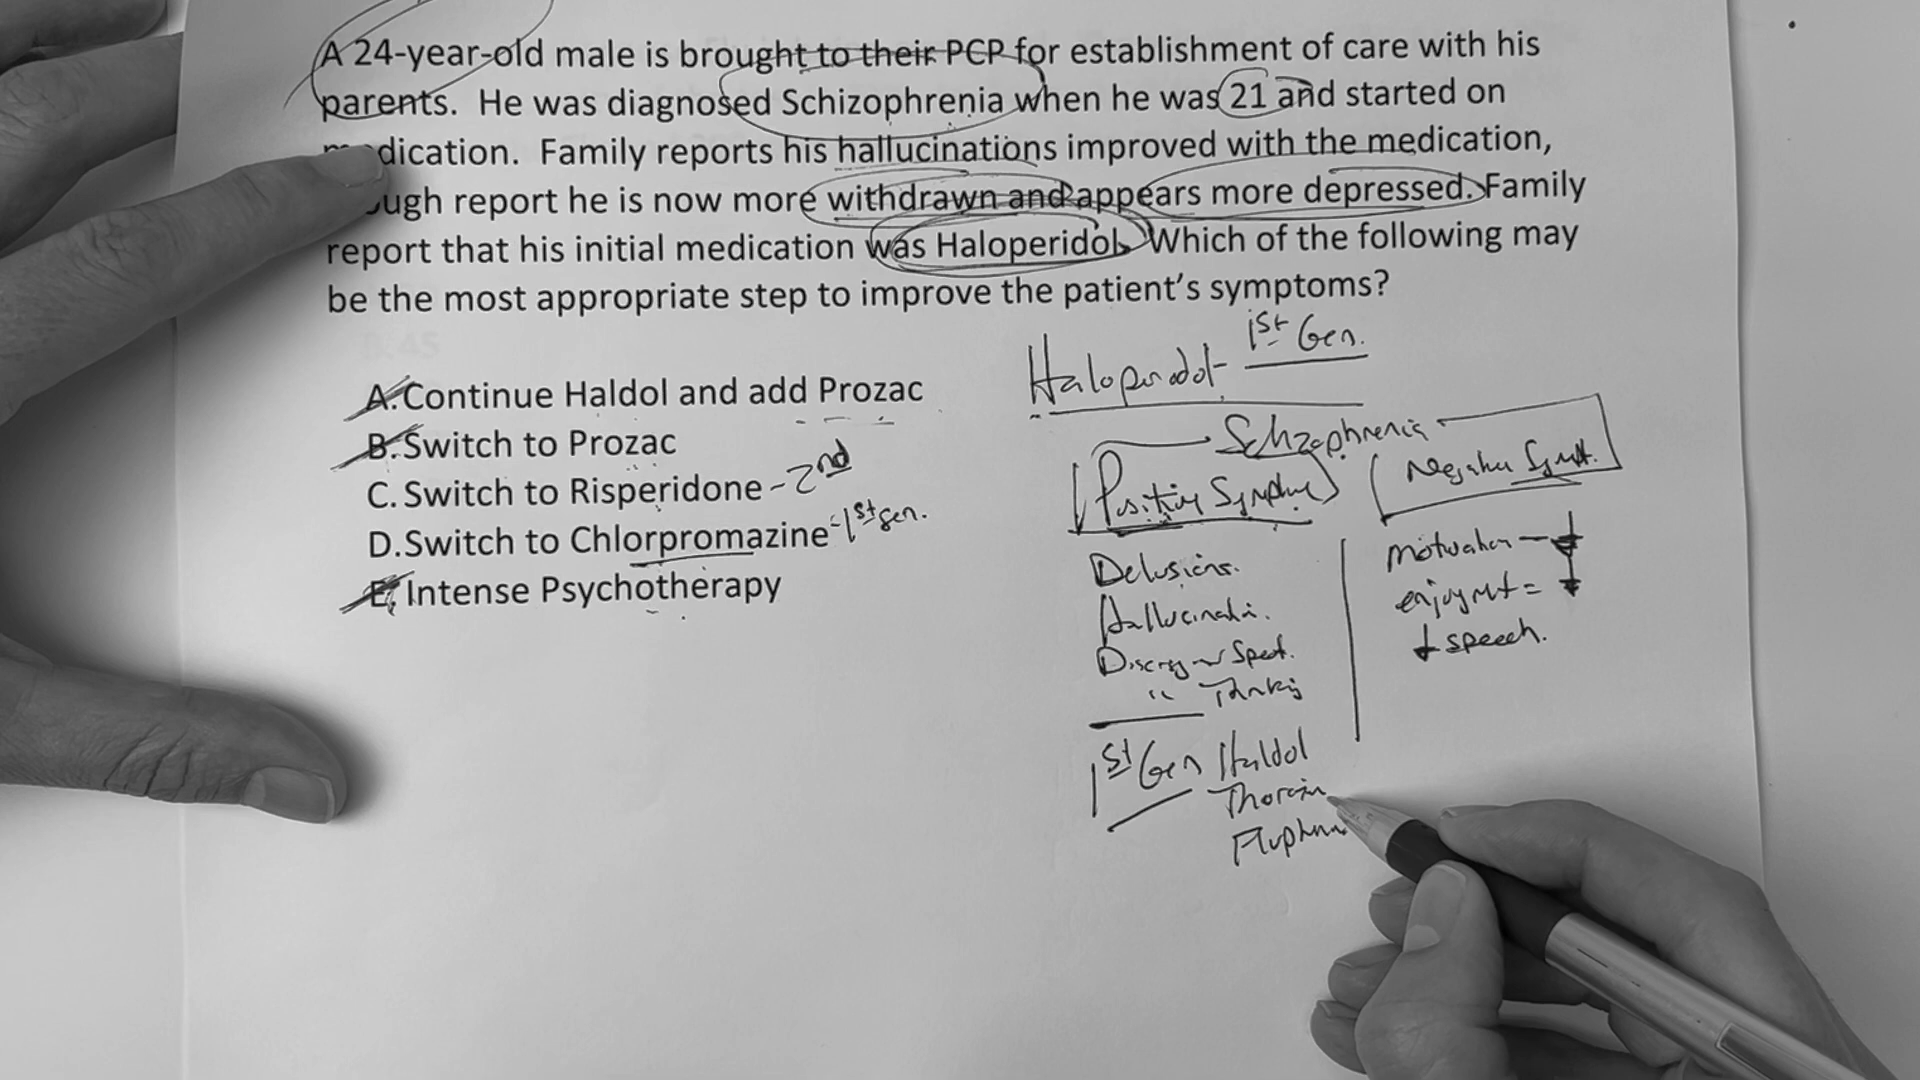 A 24-year-old male is brought to their PCP for establishment of care with his
parents. He was diagnosed Schizophrenia when he was 21 and started on
dication. Family reports his hallucinations improved with the medication,
ugh report he is now more withdrawn and appears more depressed. Family
report that his initial medication was Haloperidol. Which of the following may
be the most appropriate step to improve the patient's symptoms?
A. Continue Haldol and add Prozac
B. Switch to Prozac
C. Switch to Risperidone - 2nd
D. Switch to Chlorpromazine - 1st gen.
E. Intense Psychotherapy
Haloperidol - 1st Gen.
Schizophrenia
Positive Symptoms
Delusions.
1st Gen Haldol
Negative Sympt.
motivation - ↓
enjoymt = ↓
↓ speech.